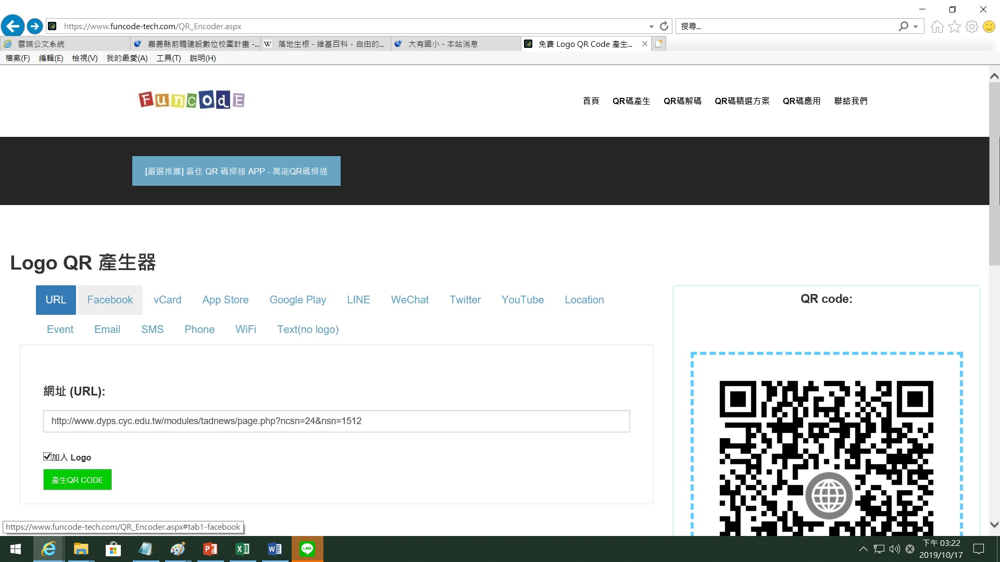 https://www.funcode-tech.com/QR_Encoder.aspx
搜尋...
雲端公文系統
嘉義縣前瞻建設數位校園計畫 -...
落地生根 - 維基百科，自由的...
大有國小 - 本站消息
免費 Logo QR Code 產生...
檔案(F) 編輯(E) 檢視(V) 我的最愛(A) 工具(T) 說明(H)
FuncodE
首頁 QR碼產生 QR碼解碼 QR碼精選方案 QR碼應用 聯絡我們
[嚴選推薦] 最佳 QR 碼掃描 APP - 萬能QR碼掃描
Logo QR 產生器
URL Facebook vCard App Store Google Play LINE WeChat Twitter YouTube Location
Event Email SMS Phone WiFi Text(no logo)
QR code:
網址 (URL):
http://www.dyps.cyc.edu.tw/modules/tadnews/page.php?ncsn=24&nsn=1512
加入 Logo
產生QR CODE
https://www.funcode-tech.com/QR_Encoder.aspx#tab1-facebook
LINE
下午 03:22
2019/10/17